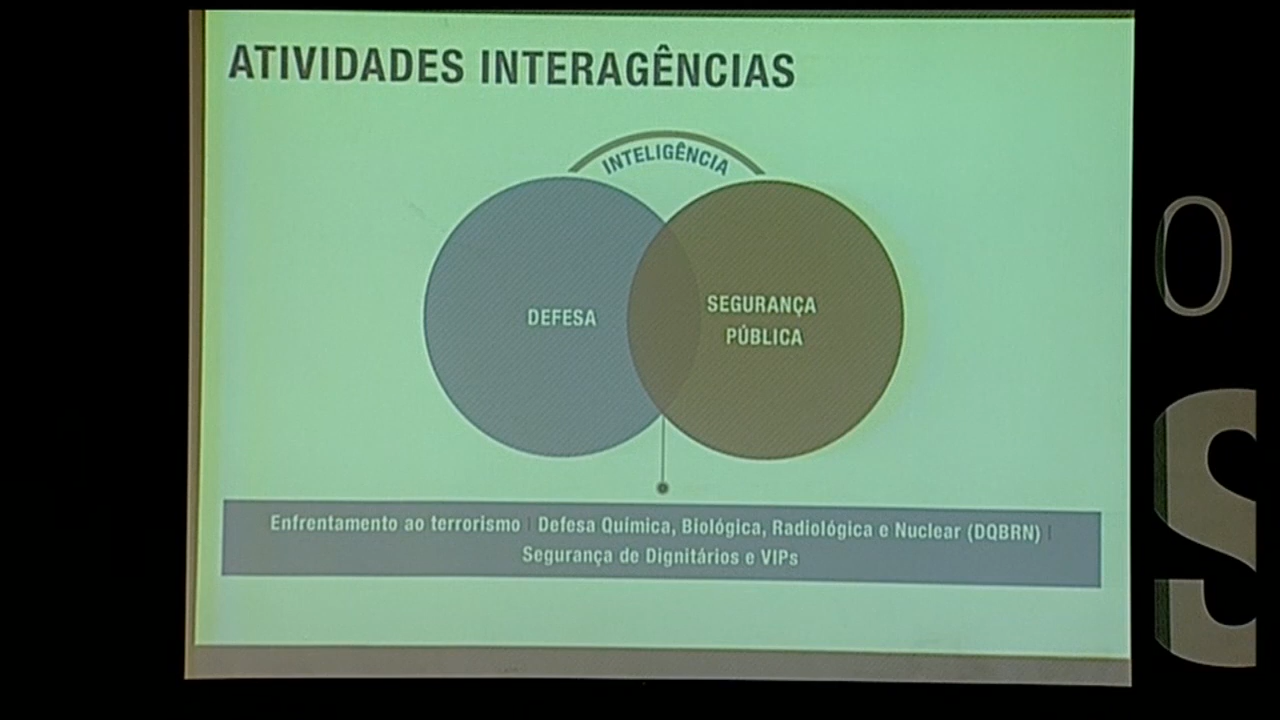 ATIVIDADES INTERAGÊNCIAS
INTELIGÊNCIA
DEFESA
SEGURANÇA
PÚBLICA
Enfrentamento ao terrorismo | Defesa Química, Biológica, Radiológica e Nuclear (DQBRN) |
Segurança de Dignitários e VIPs
O
S